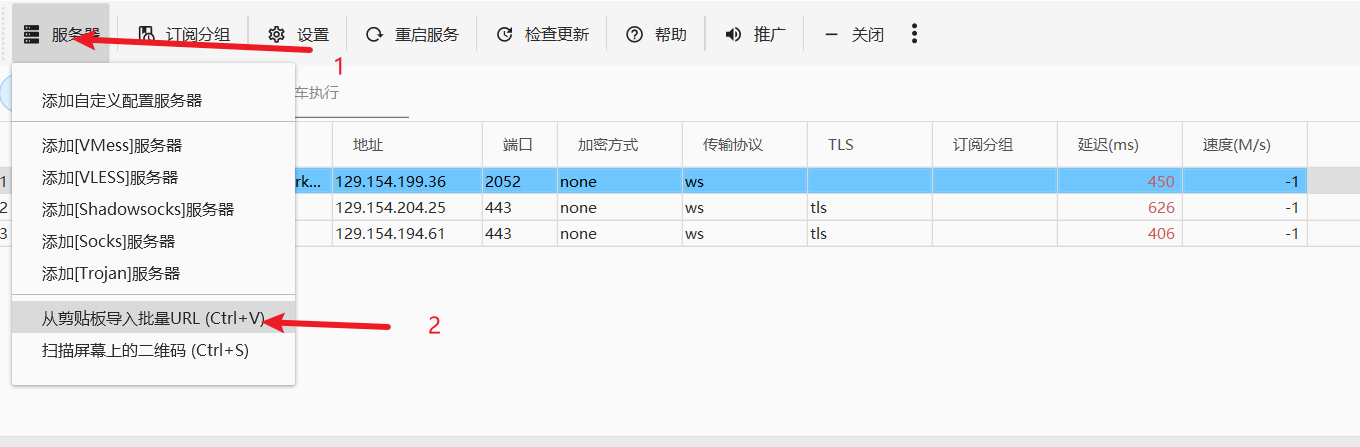 服务器 订阅分组 设置 重启服务 检查更新 帮助 推广 关闭
1
添加自定义配置服务器 车执行
添加[VMess]服务器 地址 端口 加密方式 传输协议 TLS 订阅分组 延迟(ms) 速度(M/s)
添加[VLESS]服务器
1 rk... 129.154.199.36 2052 none ws 450 -1
添加[Shadowsocks]服务器
2 129.154.204.25 443 none ws tls 626 -1
添加[Socks]服务器
3 129.154.194.61 443 none ws tls 406 -1
添加[Trojan]服务器
从剪贴板导入批量URL (Ctrl+V) 2
扫描屏幕上的二维码 (Ctrl+S)